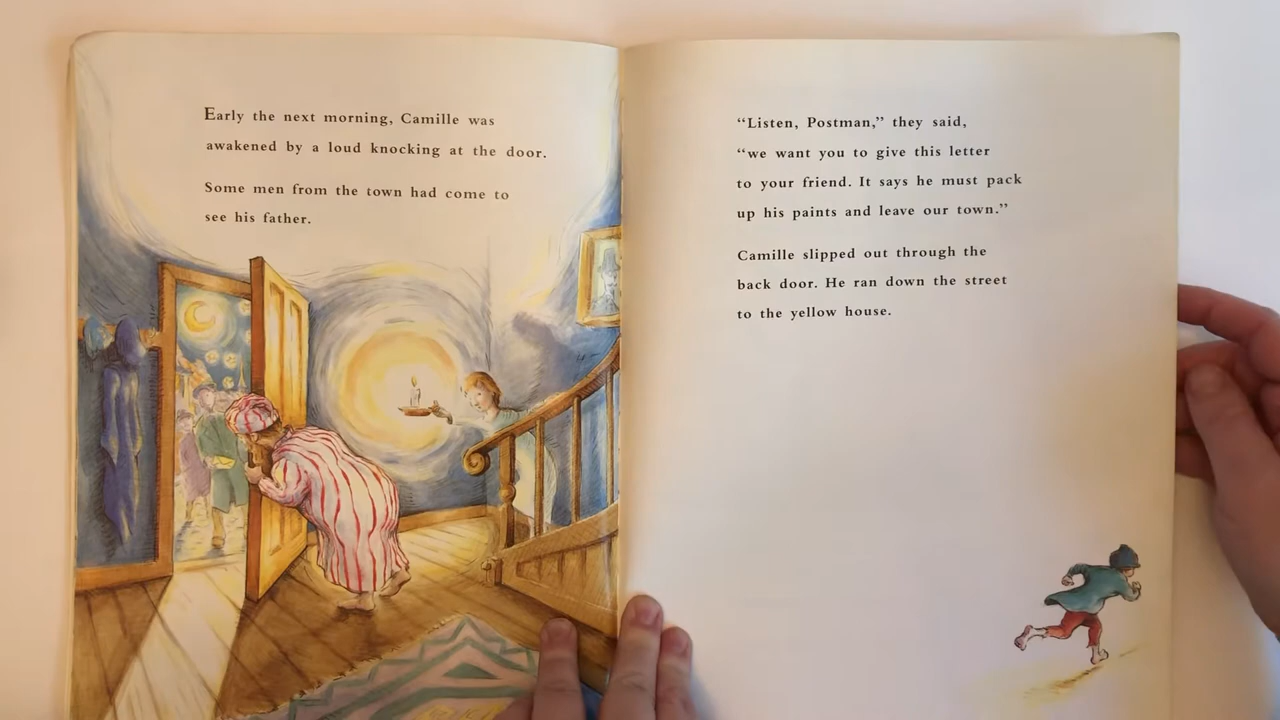 Early the next morning, Camille was
awakened by a loud knocking at the door.
Some men from the town had come to
see his father.
“Listen, Postman,” they said,
“we want you to give this letter
to your friend. It says he must pack
up his paints and leave our town.”
Camille slipped out through the
back door. He ran down the street
to the yellow house.